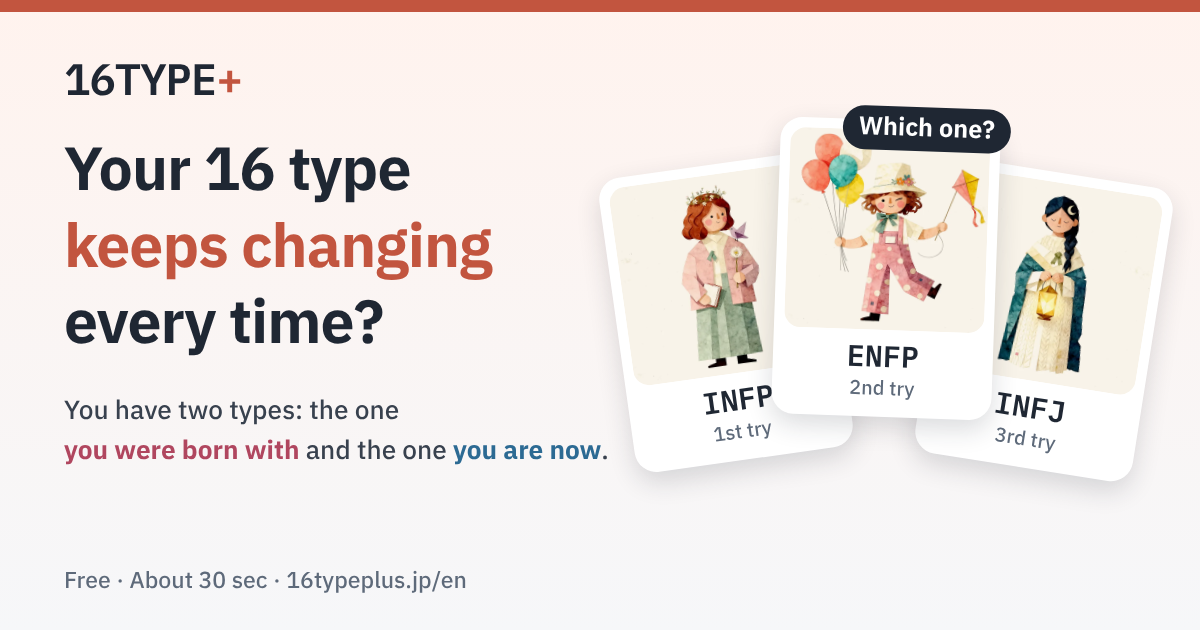 16TYPE+
Your 16 type
keeps changing
every time?
You have two types: the one
you were born with and the one you are now.
Free · About 30 sec · 16typeplus.jp/en
Which one?
INFP
1st try
ENFP
2nd try
INFJ
3rd try